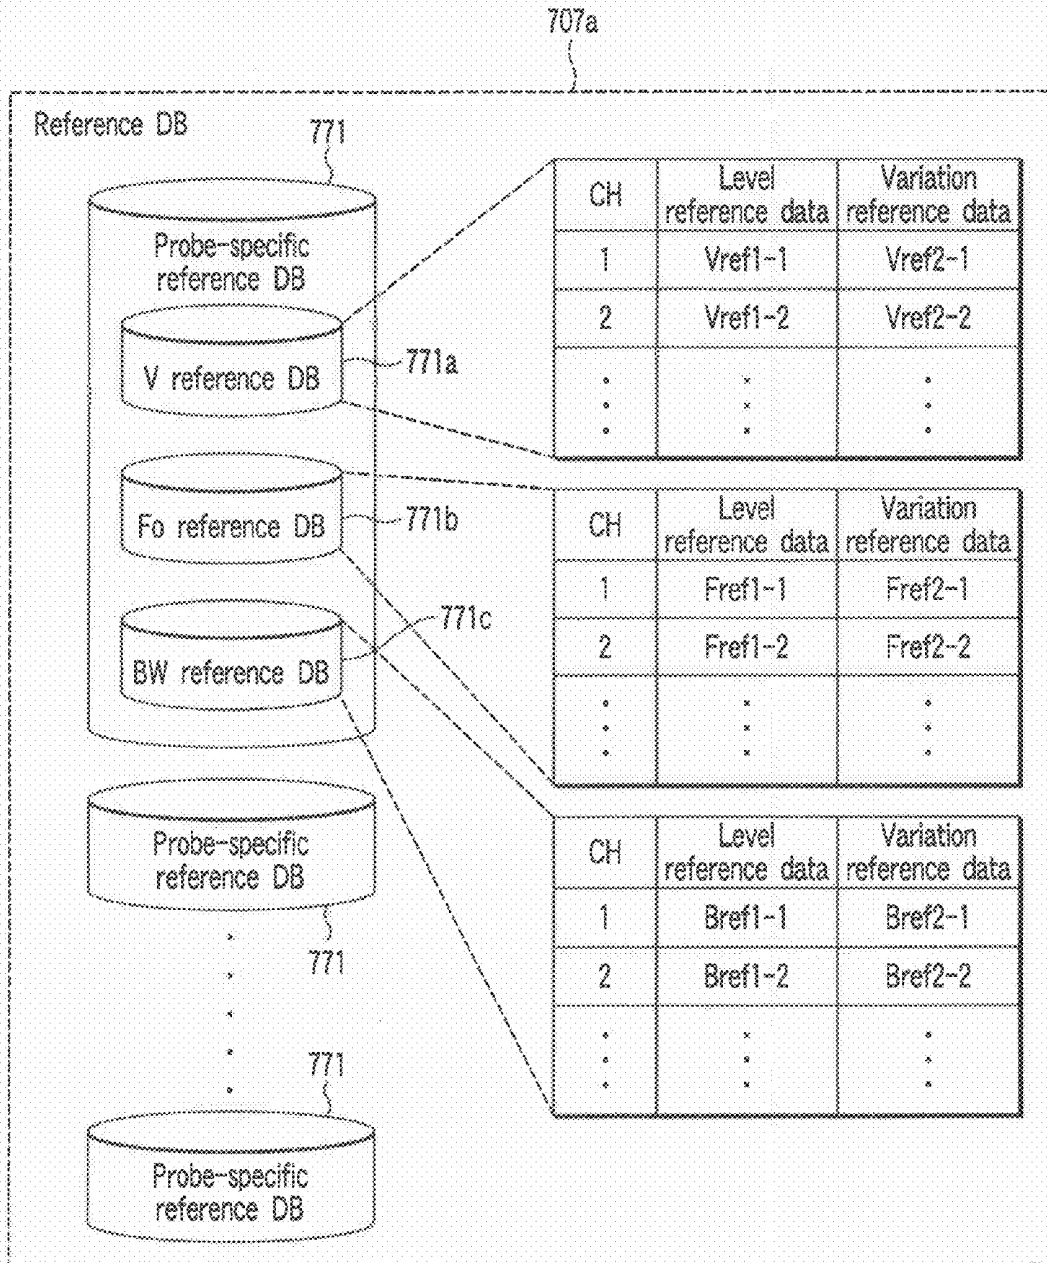 707a
Reference DB
771
Probe-specific
reference DB
V reference DB
771a
Fo reference DB
771b
BW reference DB
771c
Probe-specific
reference DB
771
771
Probe-specific
reference DB
CH
Level
reference data
Variation
reference data
1
Vref1-1
Vref2-1
2
Vref1-2
Vref2-2
CH
Level
reference data
Variation
reference data
1
Fref1-1
Fref2-1
2
Fref1-2
Fref2-2
CH
Level
reference data
Variation
reference data
1
Bref1-1
Bref2-1
2
Bref1-2
Bref2-2